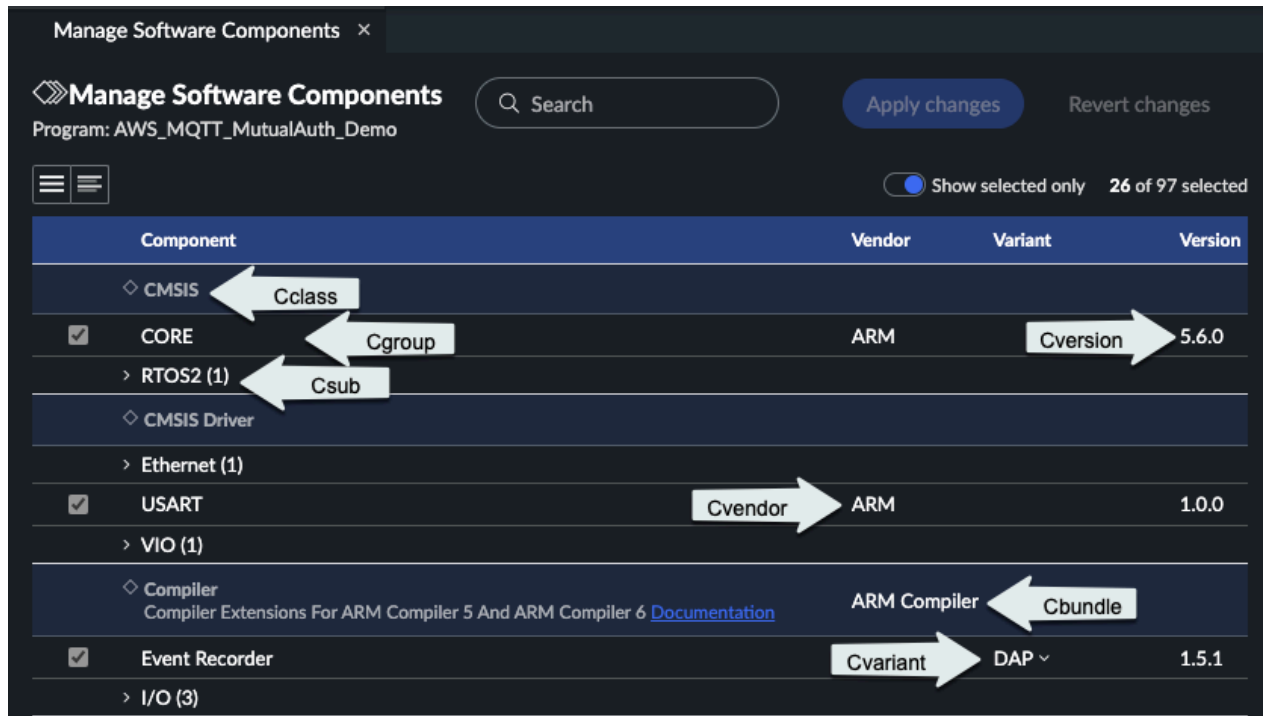 Manage Software Components ×
Manage Software Components
Program: AWS_MQTT_MutualAuth_Demo
Search
Apply changes
Revert changes
Show selected only 26 of 97 selected
Component Vendor Variant Version
CMSIS
Cclass
CORE ARM 5.6.0
Cgroup
Cversion
RTOS2 (1)
Csub
CMSIS Driver
Ethernet (1)
USART ARM 1.0.0
Cvendor
VIO (1)
Compiler
Compiler Extensions For ARM Compiler 5 And ARM Compiler 6 Documentation
ARM Compiler
Cbundle
Event Recorder DAP 1.5.1
Cvariant
I/O (3)